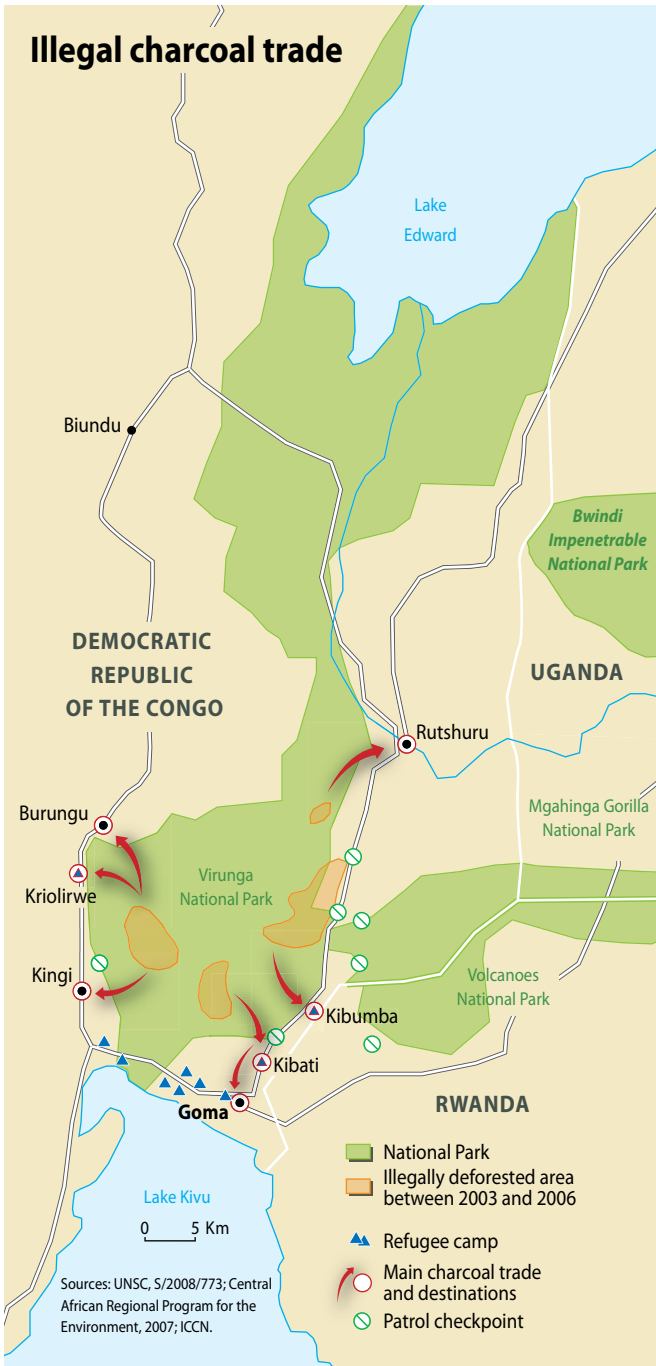 Illegal charcoal trade
Lake
Edward
Biundu
Bwindi
Impenetrable
National Park
DEMOCRATIC
REPUBLIC
OF THE CONGO
UGANDA
Rutshuru
Burungu
Mgahinga Gorilla
National Park
Virunga
National Park
Kriolirwe
Kingi
Volcanoes
National Park
Kibumba
Kibati
Goma
RWANDA
National Park
Illegally deforested area
between 2003 and 2006
Lake Kivu
0 5 Km
Refugee camp
Main charcoal trade
and destinations
Patrol checkpoint
Sources: UNSC, S/2008/773; Central
African Regional Program for the
Environment, 2007; ICCN.